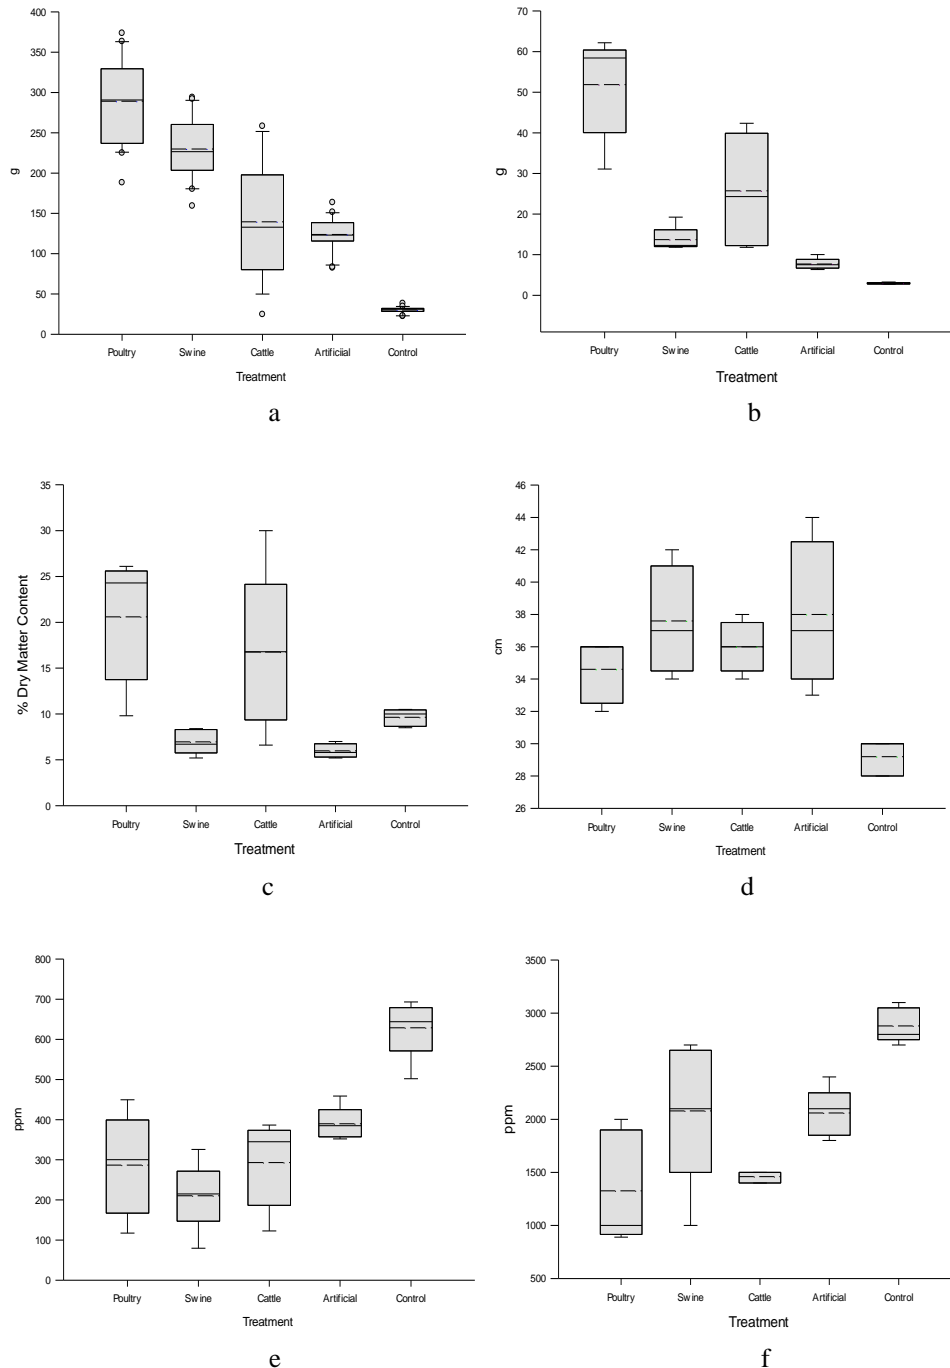 400
350
300
250
200
150
100
50
0
g
Poultry Swine Cattle Artificial Control
Treatment
a
70
60
50
40
30
20
10
0
g
Poultry Swine Cattle Artificial Control
Treatment
b
35
30
25
20
15
10
5
0
% Dry Matter Content
Poultry Swine Cattle Artificial Control
Treatment
c
46
44
42
40
38
36
34
32
30
28
26
cm
Poultry Swine Cattle Artificial Control
Treatment
d
800
700
600
500
400
300
200
100
0
ppm
Poultry Swine Cattle Artificial Control
Treatment
e
3500
3000
2500
2000
1500
1000
500
ppm
Poultry Swine Cattle Artificial Control
Treatment
f